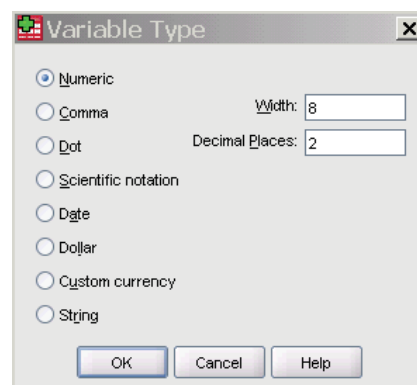 Variable Type
Numeric
Comma
Width: 8
Dot
Decimal Places: 2
Scientific notation
Date
Dollar
Custom currency
String
OK
Cancel
Help